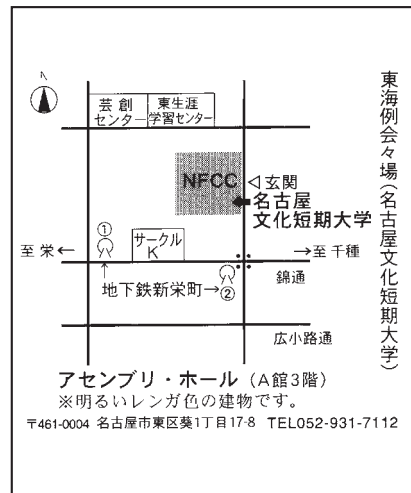 東海例会々場(名古屋文化短期大学)
N
芸創
センター
東生涯
学習センター
NFCC
◁玄関
名古屋
文化短期大学
①
サークル
K
至栄←
→至千種
地下鉄新栄町→②
錦通
広小路通
アセンブリ・ホール(A館3階)
※明るいレンガ色の建物です。
〒461-0004 名古屋市東区葵1丁目17-8 TEL052-931-7112